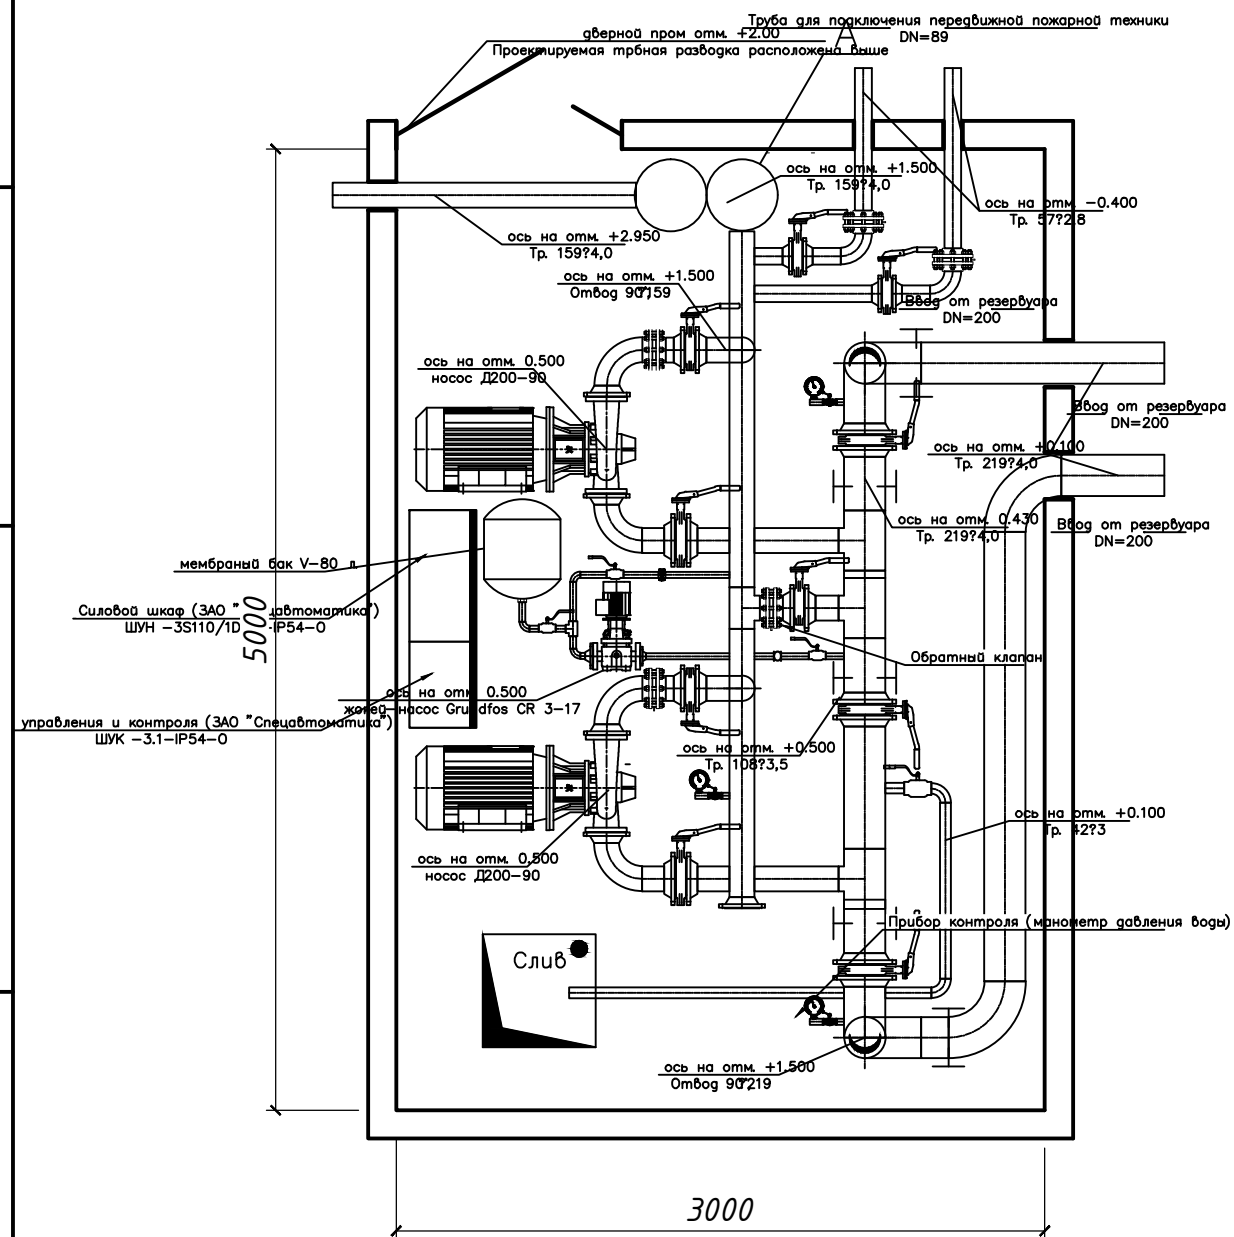 Труба для подключения передвижной пожарной техники
DN=89
дверной пром отм. +2.00
Проектируемая трбная разводка расположена выше
ось на отм. +1.500
Тр. 159?4,0
ось на отм. -0.400
Тр. 57?2,8
ось на отм. +2.950
Тр. 159?4,0
ось на отм. +1.500
Отвод 90?,159
Ввод от резервуара
DN=200
ось на отм. 0.500
носос Д200-90
Ввод от резервуара
DN=200
ось на отм. +0.100
Тр. 219?4,0
ось на отм. 0.430
Тр. 219?4,0
Ввод от резервуара
DN=200
мембраный бак V-80 л
Силовой шкаф (ЗАО "
давтоматика")
ШУН -3S110/1D
-IP54-0
5000
Обратный клапан
ось на отм. 0.500
жокей-насос Grundfos CR 3-17
управления и контроля (ЗАО "Спецавтоматика")
ШУК -3.1-IP54-0
ось на отм. +0.500
Тр. 108?3,5
ось на отм. +0.100
Тр. 42?3
ось на отм. 0.500
носос Д200-90
Прибор контроля (манометр давления воды)
Слив
ось на отм. +1.500
Отвод 90?,219
3000